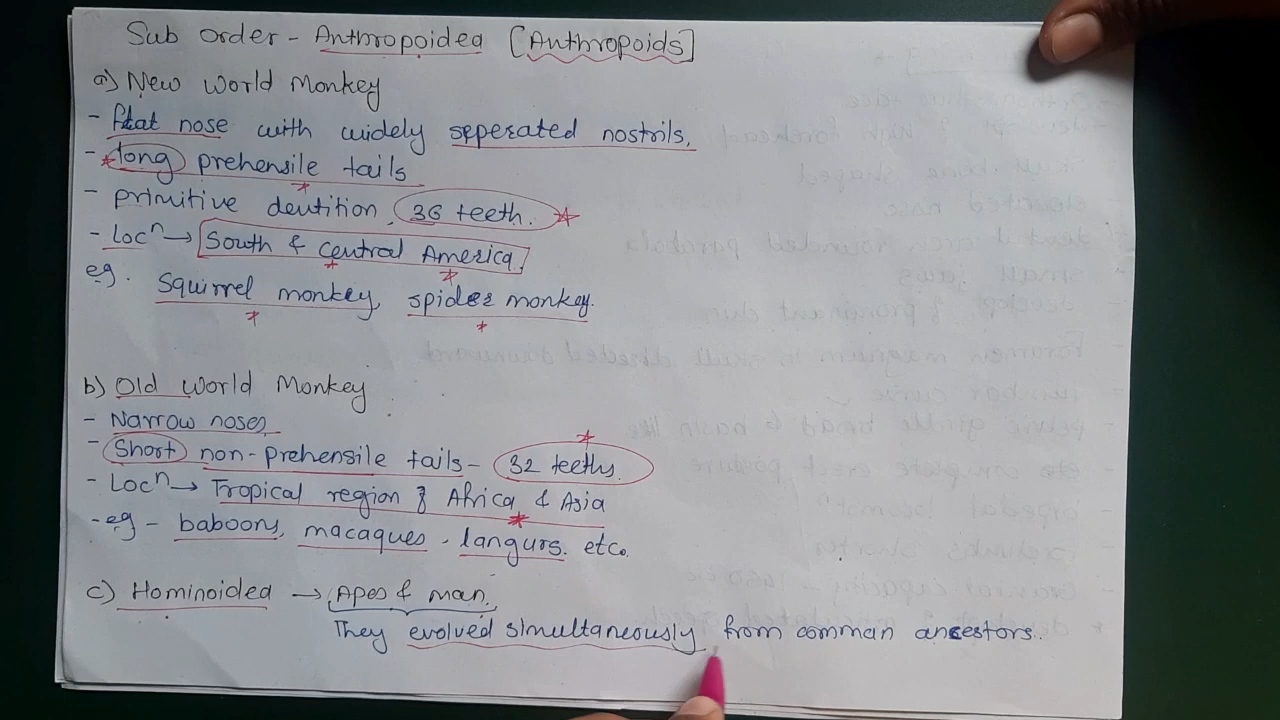 Sub Order - Anthropoidea [Anthropoids]
a) New World Monkey
- Flat nose with widely seperated nostrils.
- long prehensile tails
- primitive dentition, 36 teeth.
- Locⁿ → South & Central America,
eg. Squirrel monkey, spider monkey.
b) Old World Monkey
- Narrow noses,
- Short non-prehensile tails - 32 teeths.
- Locⁿ → Tropical region of Africa & Asia
- eg - baboons, macaques, langurs. etc.
c) Hominoidea → Apes & man.
They evolved simultaneously from comman ancestors.